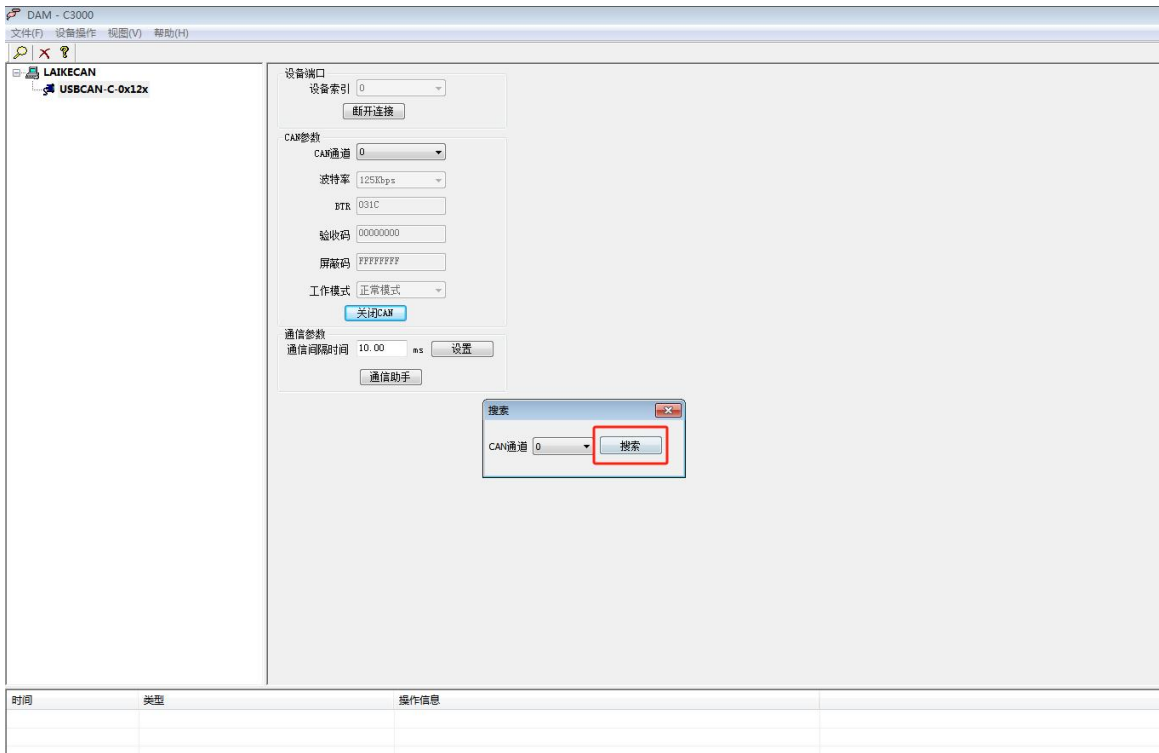 DAM - C3000
文件(F) 设备操作 视图(V) 帮助(H)
LAIKECAN
USBCAN-C-0x12x
设备端口
设备索引 0
断开连接
CAN参数
CAN通道 0
波特率 125Kbps
BTR 031C
验收码 00000000
屏蔽码 FFFFFFFF
工作模式 正常模式
关闭CAN
通信参数
通信间隔时间 10.00 ms 设置
通信助手
搜索
CAN通道 0 搜索
时间 类型 操作信息